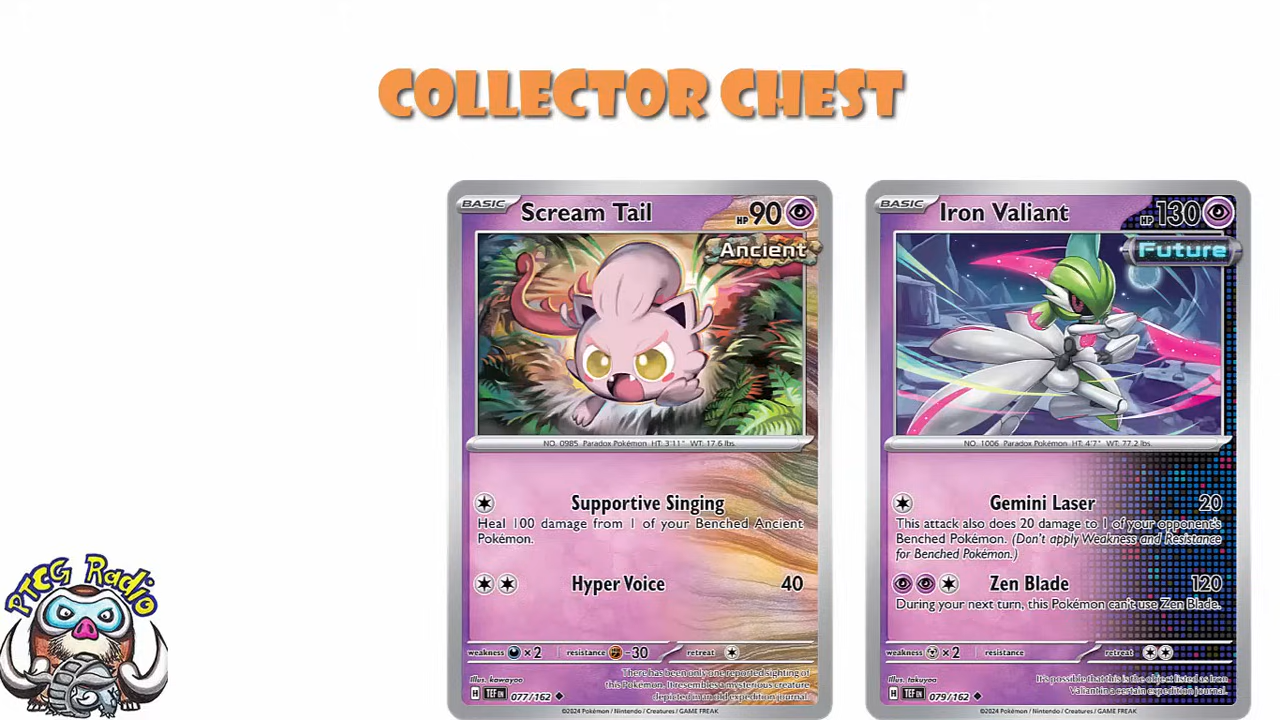 COLLECTOR CHEST
BASIC
Scream Tail
HP 90
Ancient
NO. 0985 Paradox Pokémon HT: 3'11" WT: 17.6 lbs.
Supportive Singing
Heal 100 damage from 1 of your Benched Ancient
Pokémon.
Hyper Voice 40
weakness ×2 resistance -30 retreat
Illus. kawayoo
There has been only one reported sighting of
this Pokémon. It resembles a mysterious creature
depicted in an old expedition journal.
H TEF EN 077/162
©2024 Pokémon / Nintendo / Creatures / GAME FREAK
BASIC
Iron Valiant
HP 130
Future
NO. 1006 Paradox Pokémon HT: 4'7" WT: 77.2 lbs.
Gemini Laser 20
This attack also does 20 damage to 1 of your opponent's
Benched Pokémon. (Don't apply Weakness and Resistance
for Benched Pokémon.)
Zen Blade 120
During your next turn, this Pokémon can't use Zen Blade.
weakness ×2 resistance retreat
Illus. takuyoa
It's possible that this is the object listed as Iron
Valiant in a certain expedition journal.
H TEF EN 079/162
©2024 Pokémon / Nintendo / Creatures / GAME FREAK
PTCG Radio